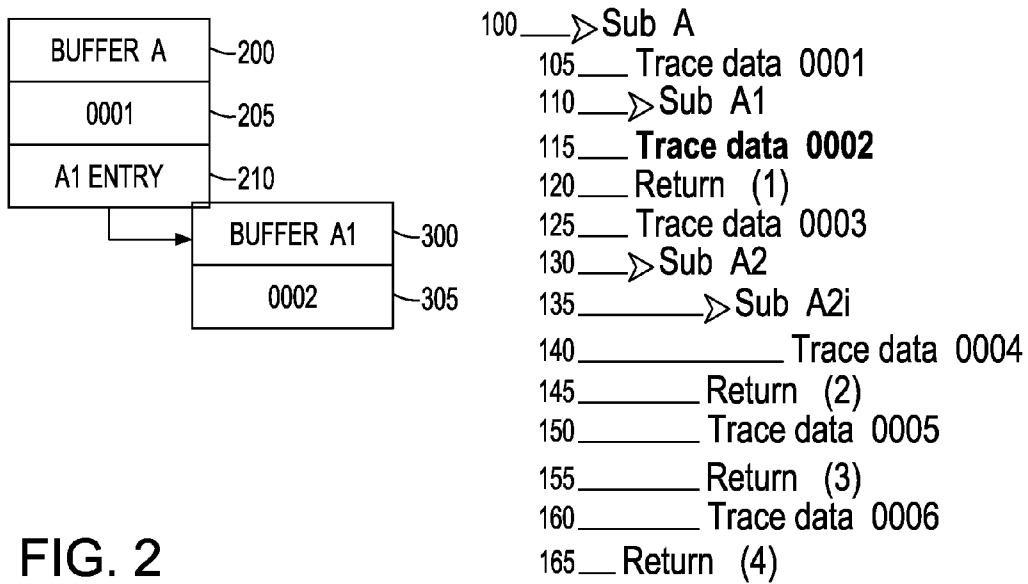 BUFFER A 200
0001 205
A1 ENTRY 210
BUFFER A1 300
0002 305
100 Sub A
105 Trace data 0001
110 Sub A1
115 Trace data 0002
120 Return (1)
125 Trace data 0003
130 Sub A2
135 Sub A2i
140 Trace data 0004
145 Return (2)
150 Trace data 0005
155 Return (3)
160 Trace data 0006
165 Return (4)
FIG. 2